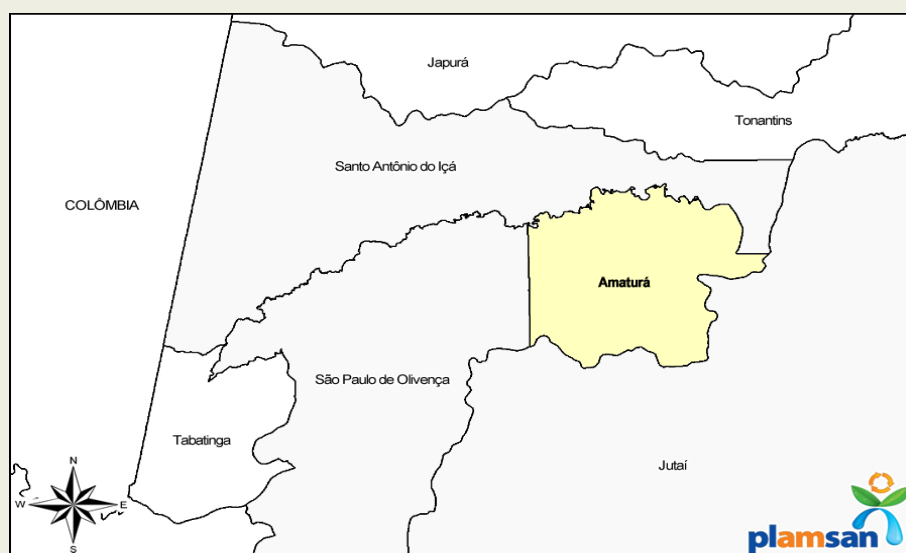 Japurá
Tonantins
Santo Antônio do Içá
COLÔMBIA
Amaturá
São Paulo de Olivença
Tabatinga
Jutaí
N
W
E
S
plamsan